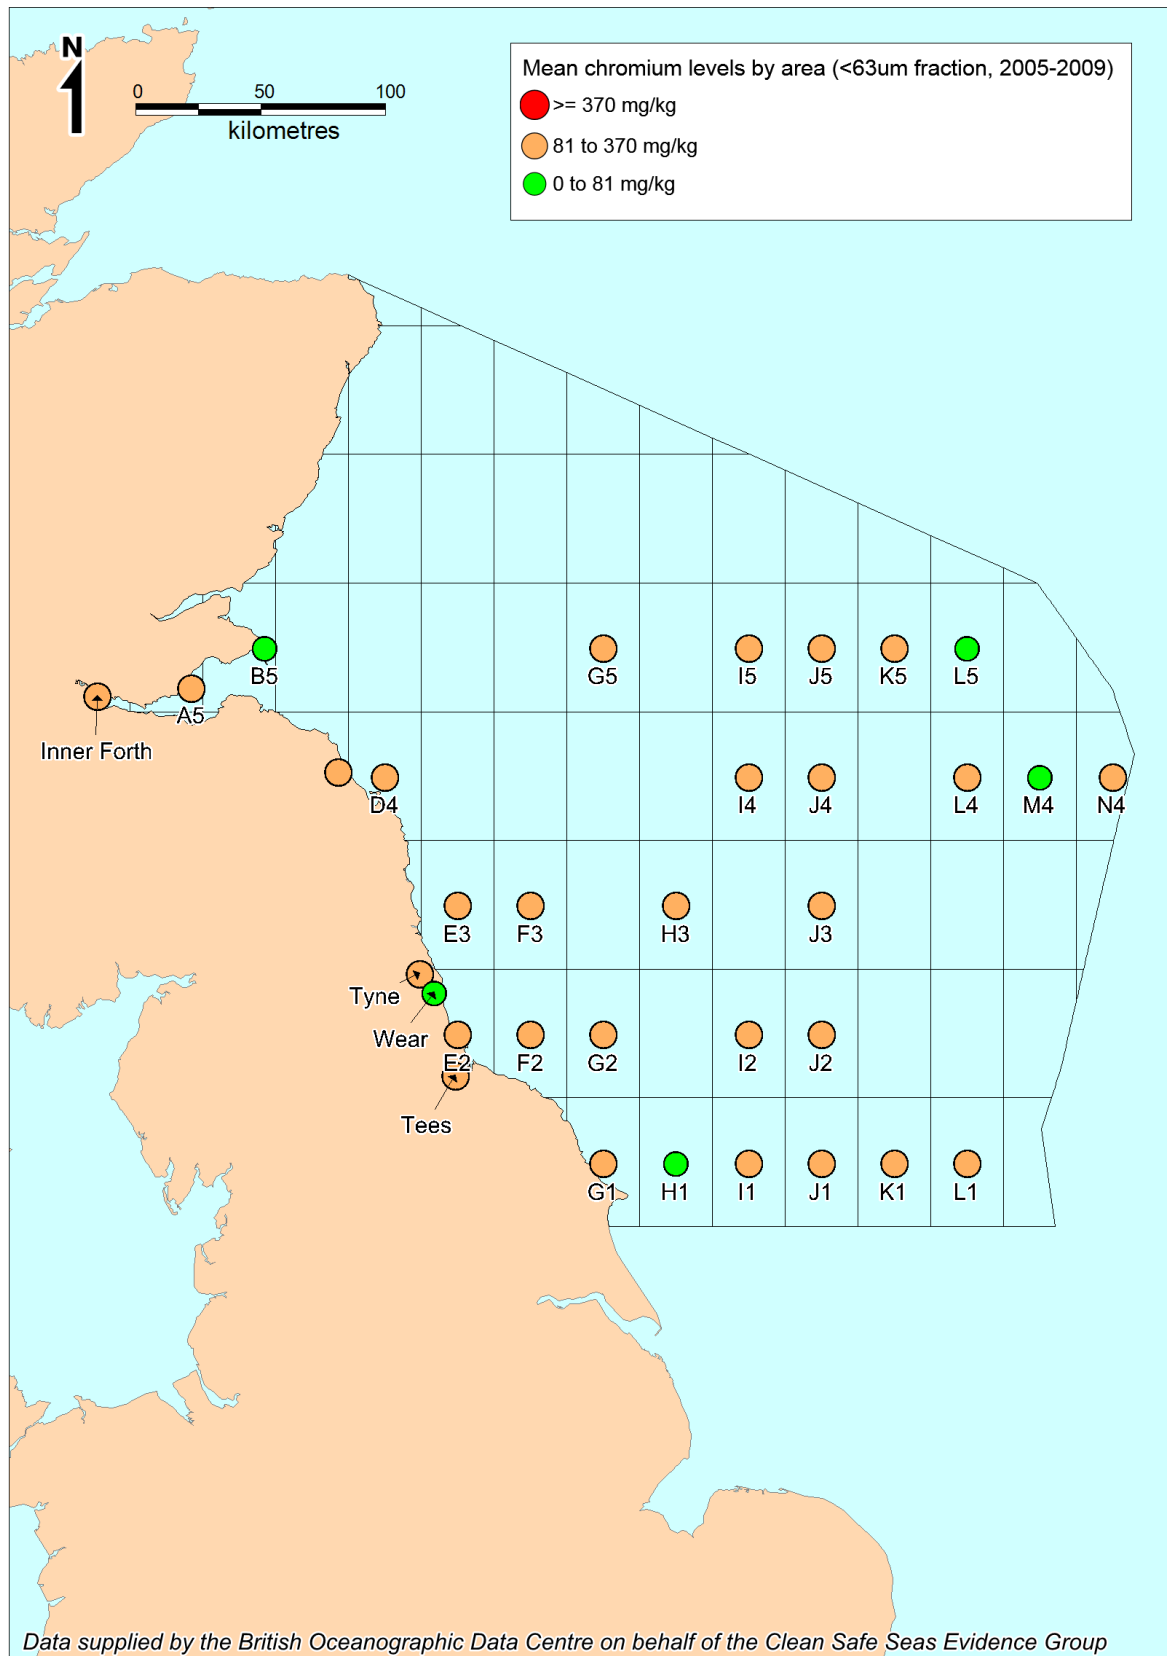 N
0 50 100
kilometres
Mean chromium levels by area (<63um fraction, 2005-2009)
>= 370 mg/kg
81 to 370 mg/kg
0 to 81 mg/kg
B5 G5 I5 J5 K5 L5
A5
Inner Forth
D4 I4 J4 L4 M4 N4
E3 F3 H3 J3
Tyne
Wear
E2 F2 G2 I2 J2
Tees
G1 H1 I1 J1 K1 L1
Data supplied by the British Oceanographic Data Centre on behalf of the Clean Safe Seas Evidence Group